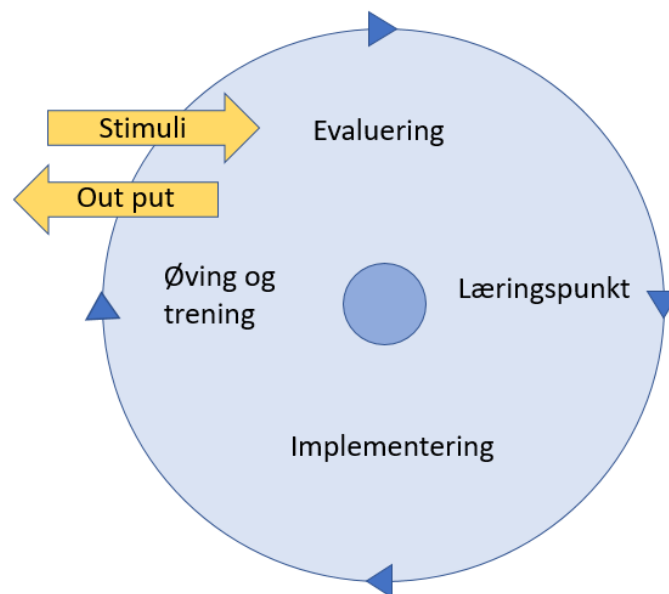 Stimuli
Evaluering
Out put
Øving og
trening
Læringspunkt
Implementering